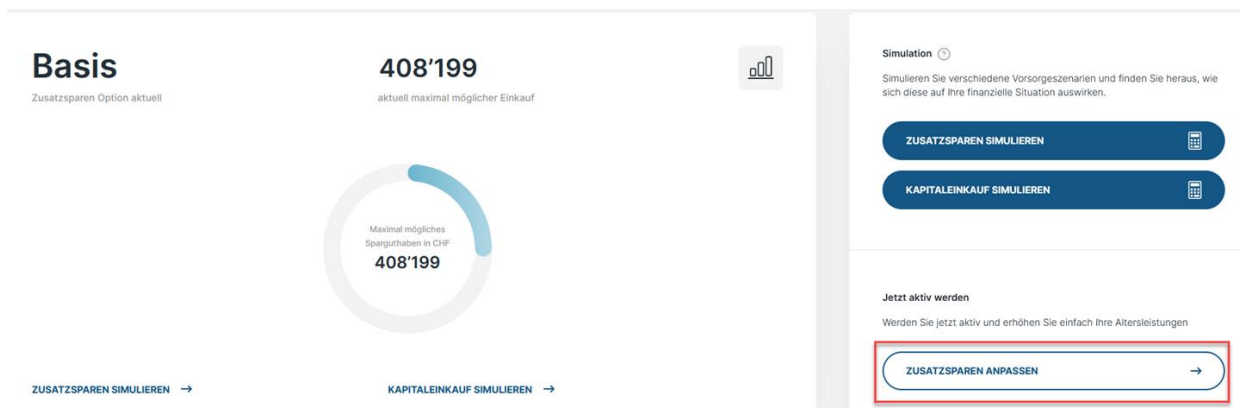 Basis
Zusatzsparen Option aktuell
408’199
aktuell maximal möglicher Einkauf
Maximal mögliches
Sparguthaben in CHF
408’199
ZUSATZSPAREN SIMULIEREN →
KAPITALEINKAUF SIMULIEREN →
Simulation ?
Simulieren Sie verschiedene Vorsorgeszenarien und finden Sie heraus, wie
sich diese auf Ihre finanzielle Situation auswirken.
ZUSATZSPAREN SIMULIEREN
KAPITALEINKAUF SIMULIEREN
Jetzt aktiv werden
Werden Sie jetzt aktiv und erhöhen Sie einfach Ihre Altersleistungen
ZUSATZSPAREN ANPASSEN →